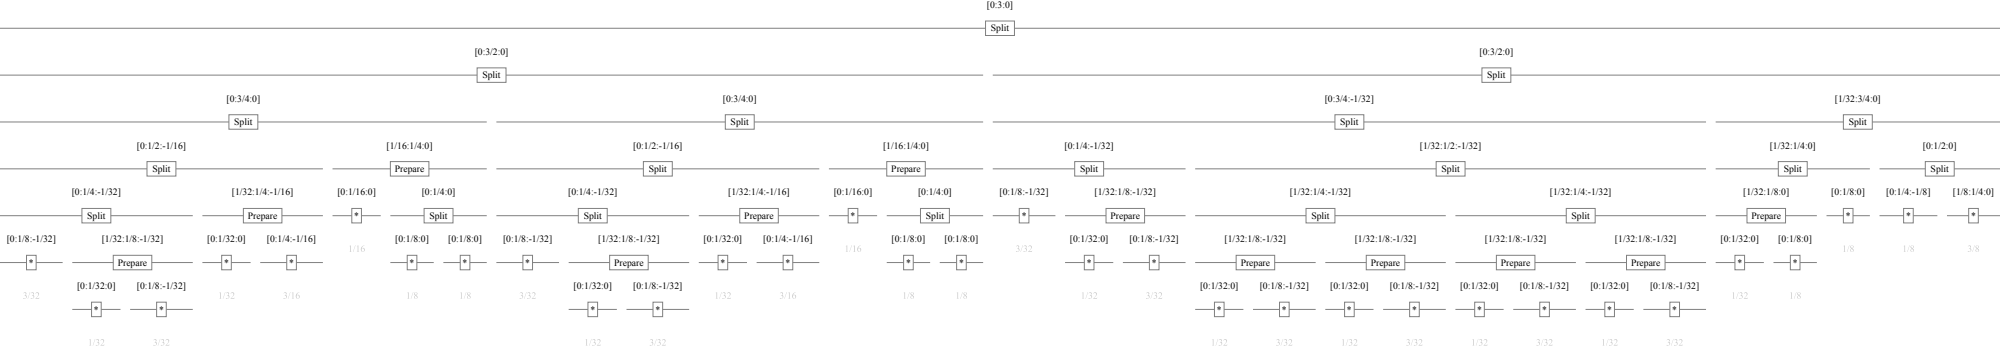 [0:3:0]
Split
[0:3/2:0] [0:3/2:0]
Split Split
[0:3/4:0] [0:3/4:0] [0:3/4:-1/32] [1/32:3/4:0]
Split Split Split Split
[0:1/2:-1/16] [1/16:1/4:0] [0:1/2:-1/16] [1/16:1/4:0] [0:1/4:-1/32] [1/32:1/2:-1/32] [1/32:1/4:0] [0:1/2:0]
Split Prepare Split Prepare Split Split Split Split
[0:1/4:-1/32] [1/32:1/4:-1/16] [0:1/16:0] [0:1/4:0] [0:1/4:-1/32] [1/32:1/4:-1/16] [0:1/16:0] [0:1/4:0] [0:1/8:-1/32] [1/32:1/8:-1/32] [1/32:1/4:-1/32] [1/32:1/4:-1/32] [1/32:1/8:0] [0:1/8:0] [0:1/4:-1/8] [1/8:1/4:0]
Split Prepare * Split Split Prepare * Split * Prepare Split Split Prepare * * *
[0:1/8:-1/32] [1/32:1/8:-1/32] [0:1/32:0] [0:1/4:-1/16] 1/16 [0:1/8:0] [0:1/8:0] [0:1/8:-1/32] [1/32:1/8:-1/32] [0:1/32:0] [0:1/4:-1/16] 1/16 [0:1/8:0] [0:1/8:0] 3/32 [0:1/32:0] [0:1/8:-1/32] [1/32:1/8:-1/32] [1/32:1/8:-1/32] [1/32:1/8:-1/32] [1/32:1/8:-1/32] [0:1/32:0] [0:1/8:0] 1/8 1/8 3/8
* Prepare * * * * * Prepare * * * * * * Prepare Prepare Prepare Prepare * *
3/32 [0:1/32:0] [0:1/8:-1/32] 1/32 3/16 1/8 1/8 3/32 [0:1/32:0] [0:1/8:-1/32] 1/32 3/16 1/8 1/8 1/32 3/32 [0:1/32:0] [0:1/8:-1/32] [0:1/32:0] [0:1/8:-1/32] [0:1/32:0] [0:1/8:-1/32] [0:1/32:0] [0:1/8:-1/32] 1/32 1/8
* * * * * * * * * * * *
1/32 3/32 1/32 3/32 1/32 3/32 1/32 3/32 1/32 3/32 1/32 3/32